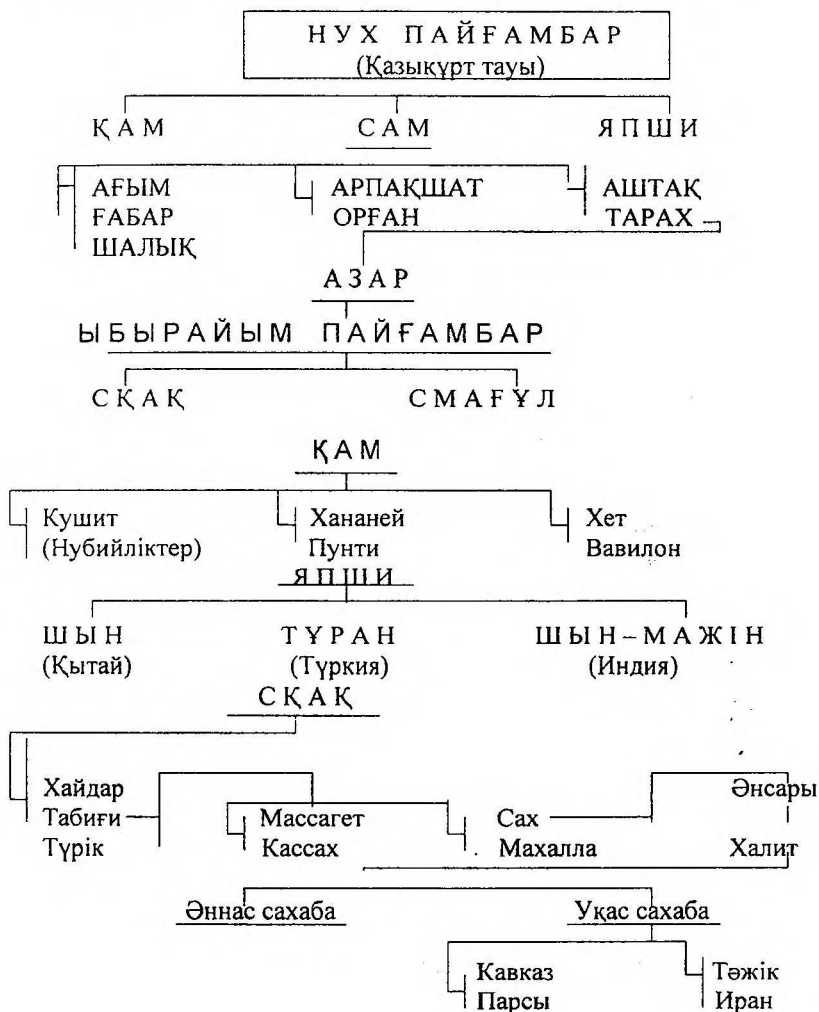 НУХ ПАЙҒАМБАР
(Қазықұрт тауы)
ҚАМ САМ ЯПШИ
АҒЫМ АРПАҚШАТ АШТАҚ
ҒАБАР ОРҒАН ТАРАХ
ШАЛЫҚ
АЗАР
ЫБЫРАЙЫМ ПАЙҒАМБАР
СҚАҚ СМАҒҰЛ
ҚАМ
Кушит Хананей Хет
(Нубийліктер) Пунти Вавилон
ЯПШИ
ШЫН ТҰРАН ШЫН–МАЖІН
(Қытай) (Түркия) (Индия)
СҚАҚ
Хайдар Әнсары
Табиғи Массагет Сах
Түрік Кассах Махалла Халит
Әннас сахаба Уқас сахаба
Кавказ Тәжік
Парсы Иран